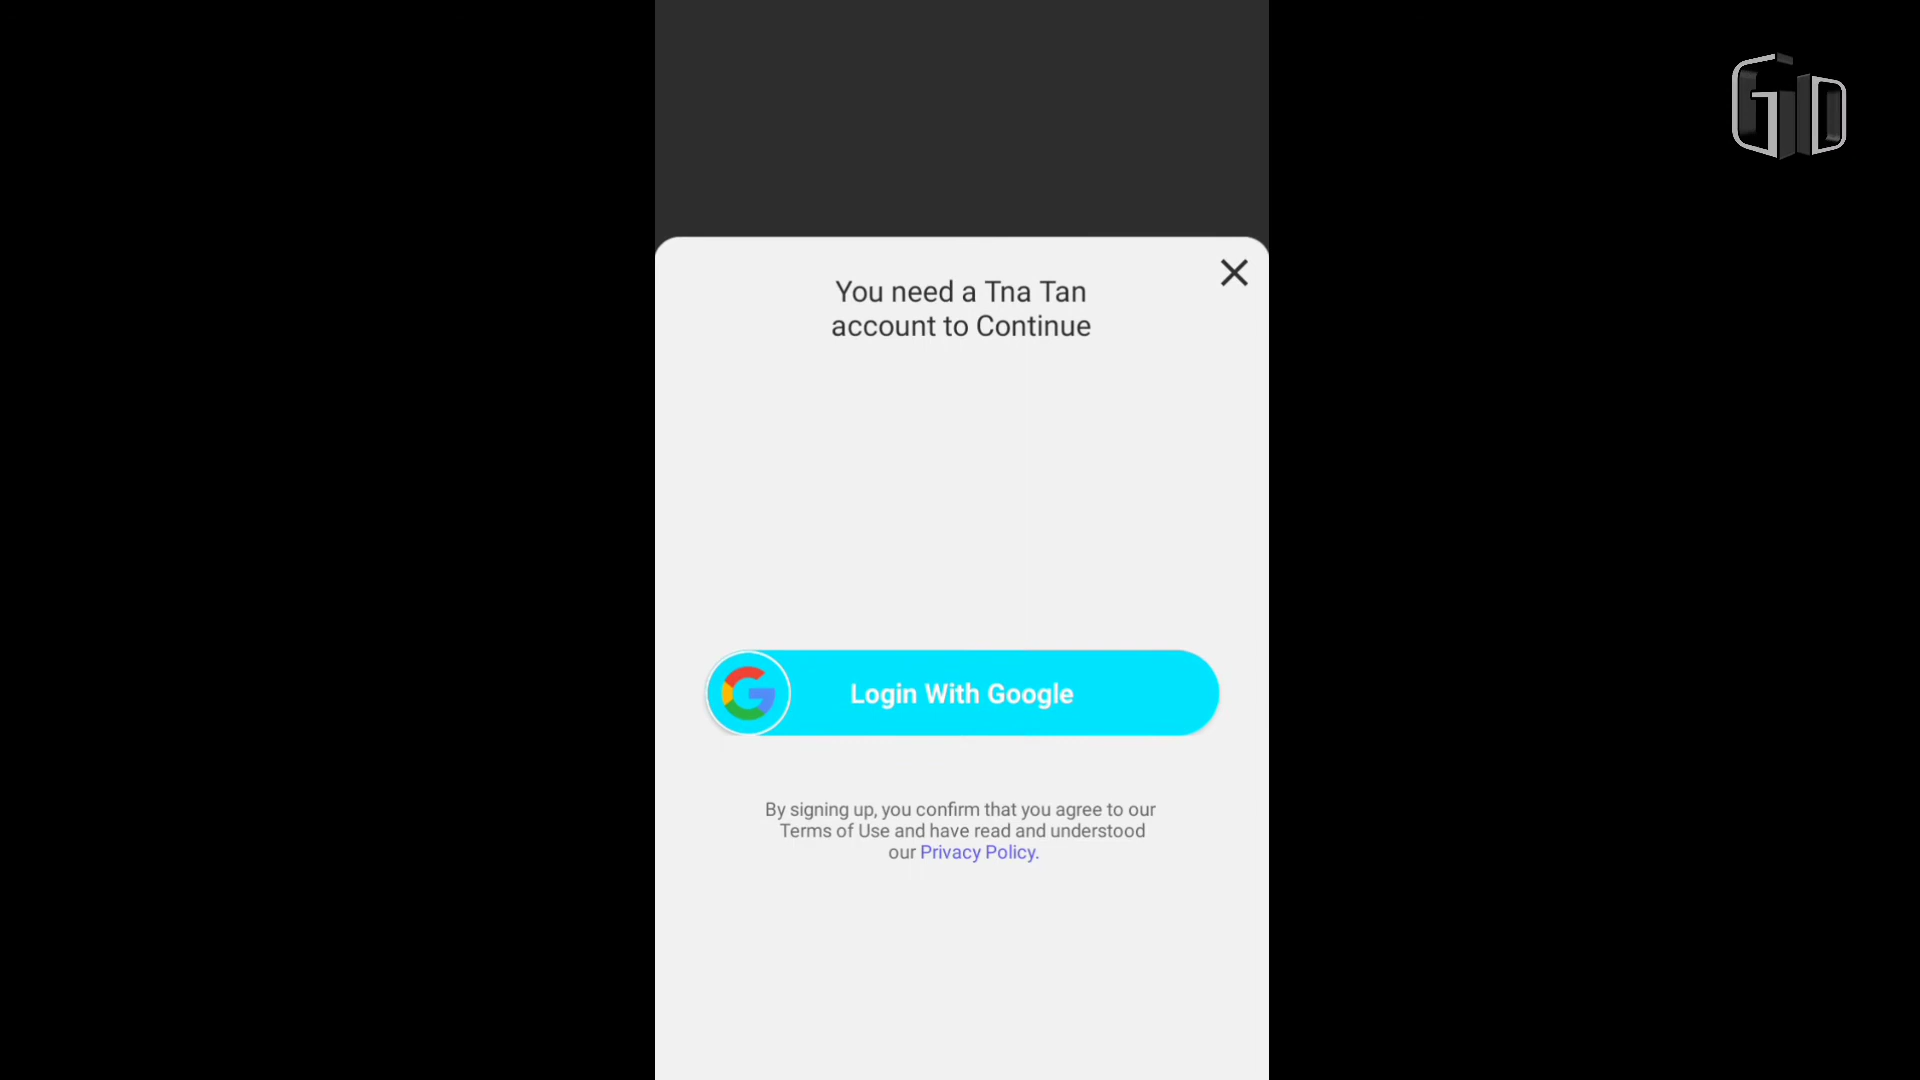 GD
You need a Tna Tan
account to Continue
Login With Google
By signing up, you confirm that you agree to our
Terms of Use and have read and understood
our Privacy Policy.